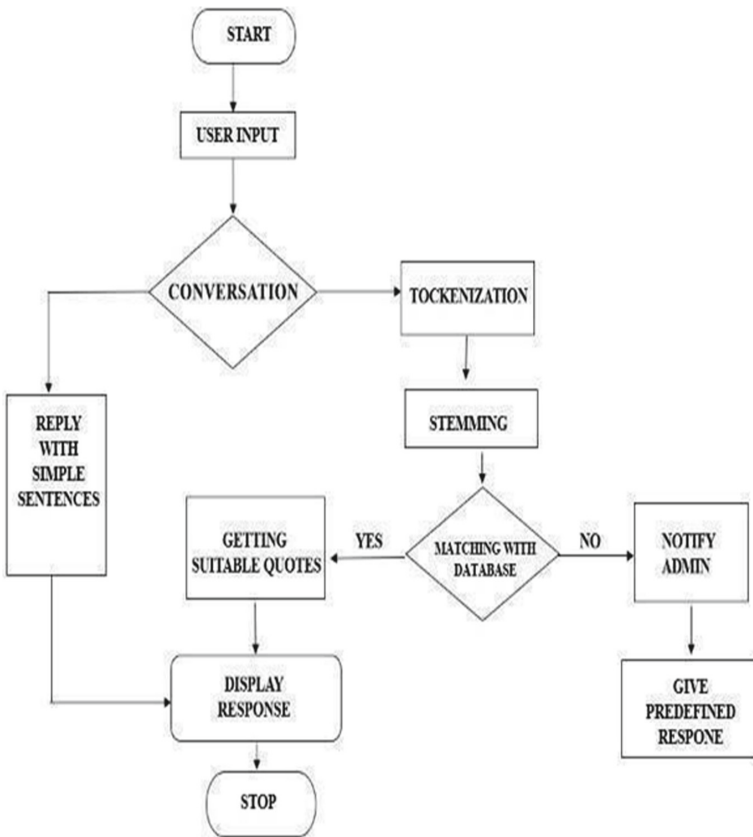 START
USER INPUT
CONVERSATION
TOCKENIZATION
REPLY
WITH
SIMPLE
SENTENCES
STEMMING
GETTING
SUITABLE QUOTES
YES
MATCHING WITH
DATABASE
NO
NOTIFY
ADMIN
DISPLAY
RESPONSE
GIVE
PREDEFINED
RESPONE
STOP